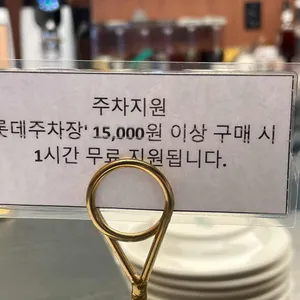 주차지원
롯데주차장' 15,000원 이상 구매 시
1시간 무료 지원됩니다.